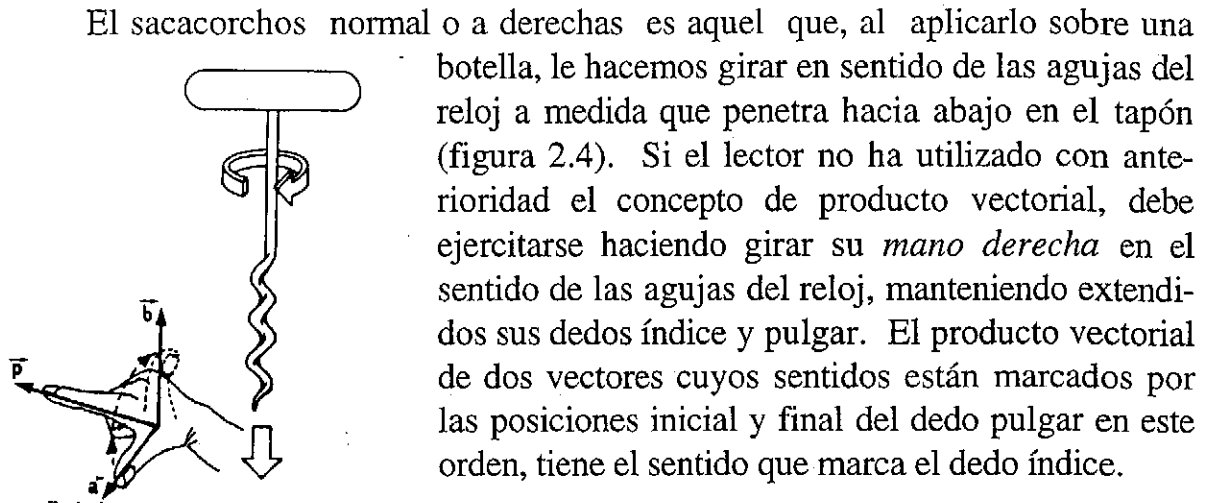 El sacacorchos normal o a derechas es aquel que, al aplicarlo sobre una
botella, le hacemos girar en sentido de las agujas del
reloj a medida que penetra hacia abajo en el tapón
(figura 2.4). Si el lector no ha utilizado con ante-
rioridad el concepto de producto vectorial, debe
ejercitarse haciendo girar su mano derecha en el
sentido de las agujas del reloj, manteniendo extendi-
dos sus dedos índice y pulgar. El producto vectorial
de dos vectores cuyos sentidos están marcados por
las posiciones inicial y final del dedo pulgar en este
orden, tiene el sentido que marca el dedo índice.
b
P
a